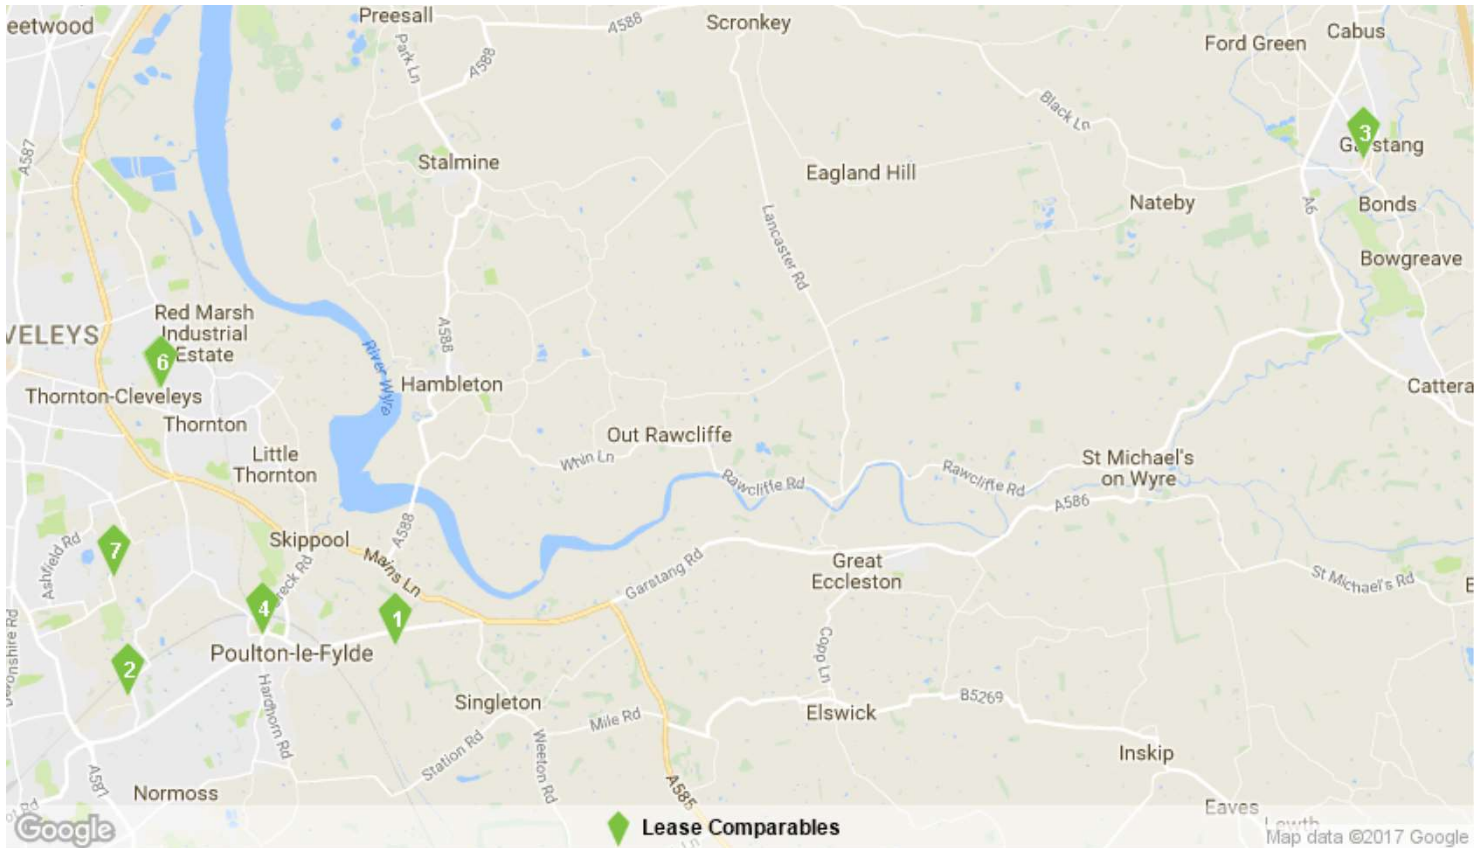 eetwood
Preesall
A588
Scronkey
Ford Green
Cabus
Park Ln
A588
Black Ln
A587
Stalmine
Eagland Hill
3
Nateby
A6
Bonds
Lancaster Rd
Bowgreave
Red Marsh
Industrial
Estate
VELEYS
6
A588
River Wyre
Hambleton
Thornton-Cleveleys
Cattera
Thornton
Out Rawcliffe
Little
Thornton
Whin Ln
St Michael's
on Wyre
Rawcliffe Rd
Rawcliffe Rd
A586
A588
Skippool
7
Ashfield Rd
Mains Ln
Garstang Rd
Great
Eccleston
St Michael's Rd
E
4
1
Poulton-le-Fylde
2
Hardhorn Rd
Copp Ln
Singleton
Elswick
B5269
Mile Rd
Station Rd
Weeton Rd
Inskip
A587
Normoss
A585
Eaves
Google
Lease Comparables
Ln
Map data ©2017 Google